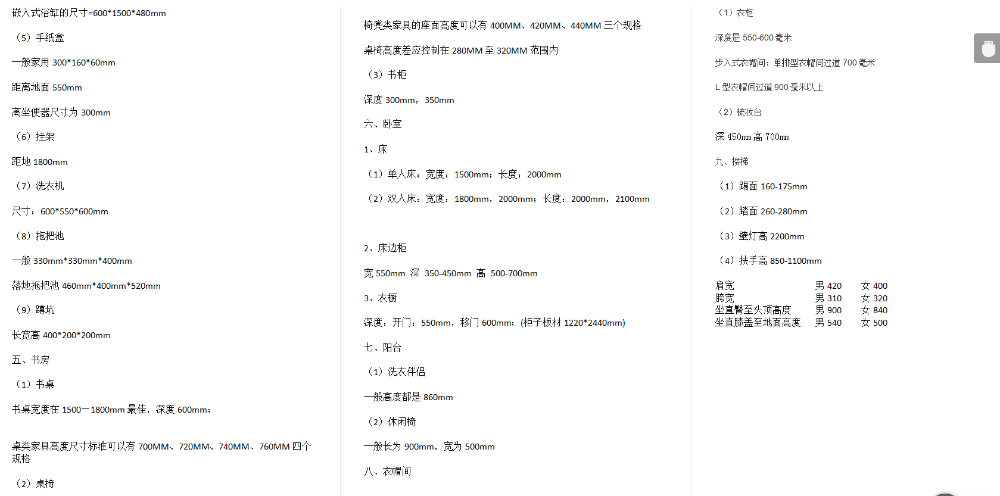 嵌入式浴缸的尺寸=600*1500*480mm
（5）手纸盒
一般家用 300*160*60mm
距离地面 550mm
离坐便器尺寸为 300mm
（6）挂架
距地 1800mm
（7）洗衣机
尺寸：600*550*600mm
（8）拖把池
一般 330mm*330mm*400mm
落地拖把池 460mm*400mm*520mm
（9）蹲坑
长宽高 400*200*200mm
五、书房
（1）书桌
书桌宽度在 1500—1800mm 最佳，深度 600mm；
桌类家具高度尺寸标准可以有 700MM、720MM、740MM、760MM 四个
规格
（2）桌椅
椅凳类家具的座面高度可以有 400MM、420MM、440MM 三个规格
桌椅高度差应控制在 280MM 至 320MM 范围内
（3）书柜
深度 300mm，350mm
六、卧室
1、床
（1）单人床：宽度：1500mm；长度：2000mm
（2）双人床：宽度：1800mm，2000mm；长度：2000mm，2100mm
2、床边柜
宽 550mm 深 350-450mm 高 500-700mm
3、衣橱
深度：开门：550mm，移门 600mm；(柜子板材 1220*2440mm)
七、阳台
（1）洗衣伴侣
一般高度都是 860mm
（2）休闲椅
一般长为 900mm，宽为 500mm
八、衣帽间
（1）衣柜
深度是 550-600 毫米
步入式衣帽间：单排型衣帽间过道 700 毫米
L 型衣帽间过道 900 毫米以上
（2）梳妆台
深 450mm 高 700mm
九、楼梯
（1）踢面 160-175mm
（2）踏面 260-280mm
（3）壁灯高 2200mm
（4）扶手高 850-1100mm
肩宽 男 420 女 400
胯宽 男 310 女 320
坐直臀至头顶高度 男 900 女 840
坐直膝盖至地面高度 男 540 女 500